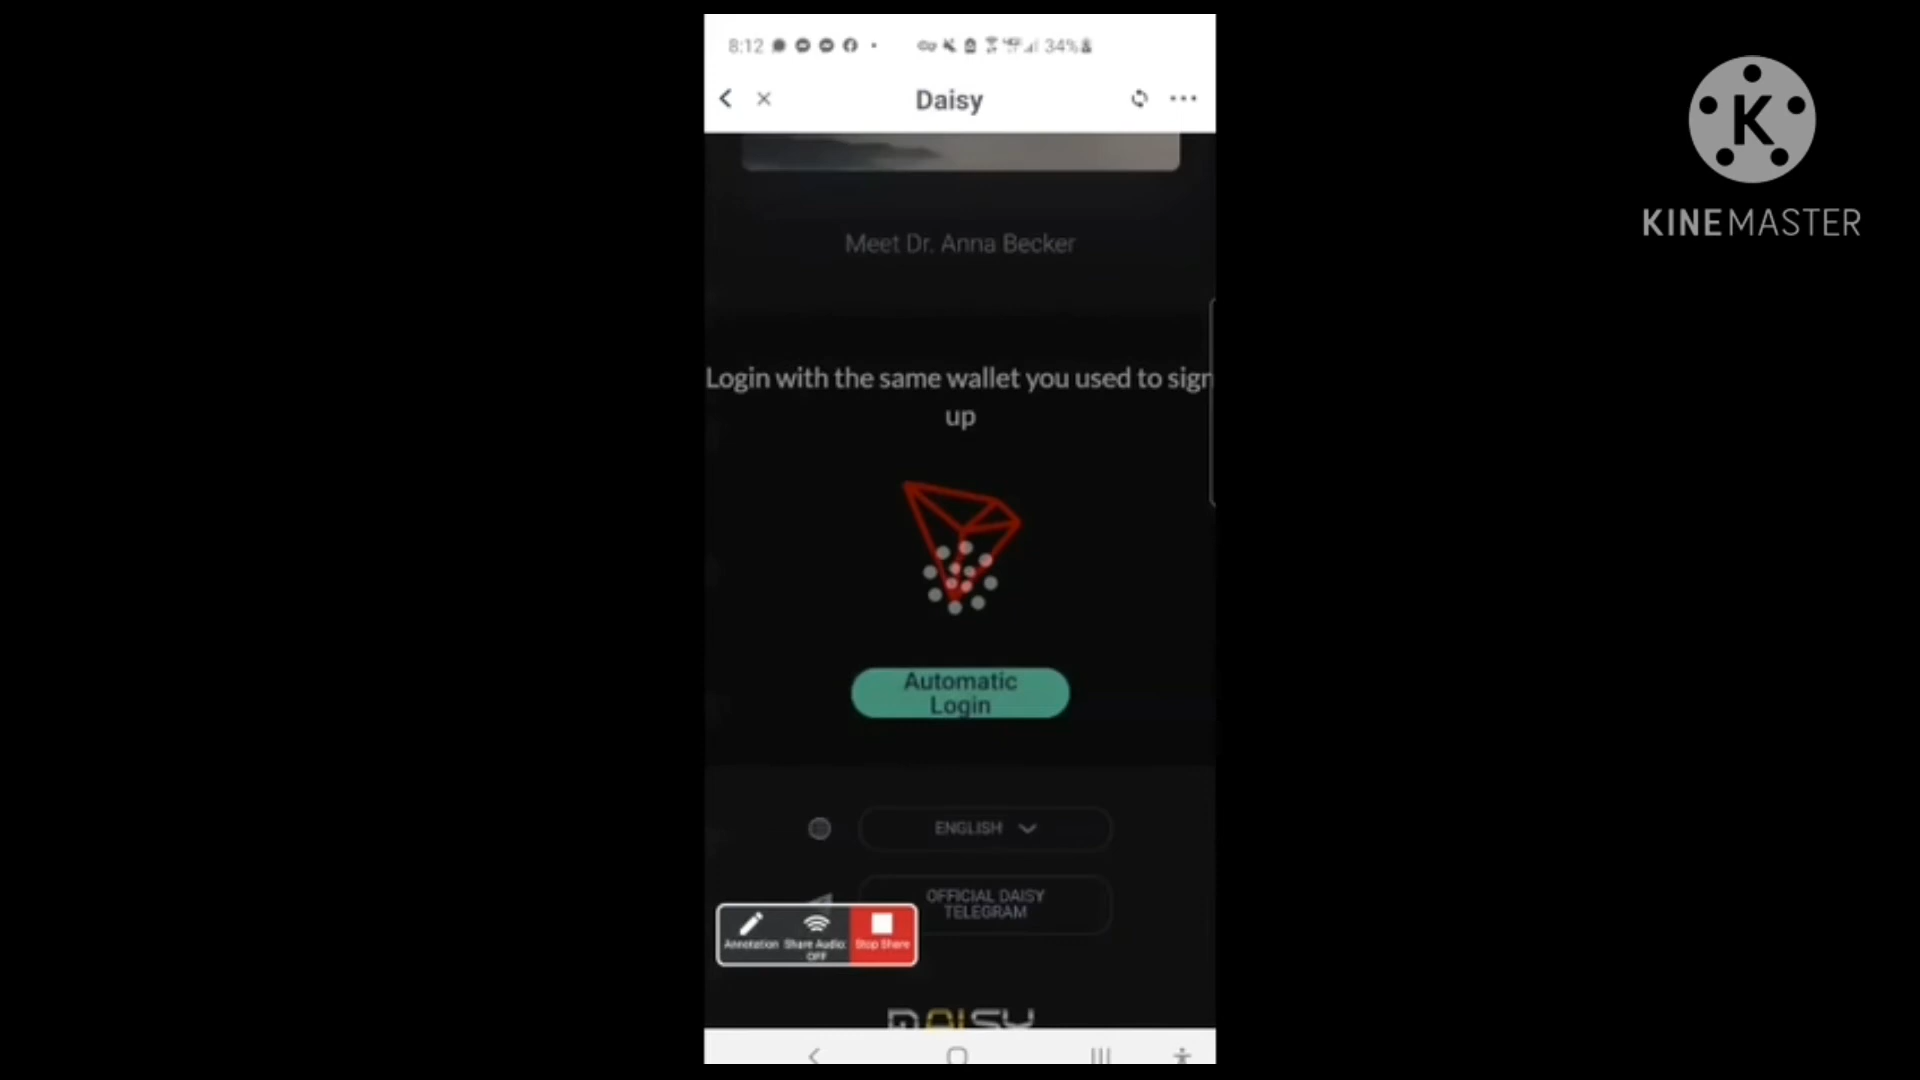 8:12
34%
Daisy
Meet Dr. Anna Becker
Login with the same wallet you used to sign
up
Automatic
Login
ENGLISH
OFFICIAL DAISY
TELEGRAM
Annotation
Share Audio:
OFF
Stop Share
DAISY
K
KINEMASTER